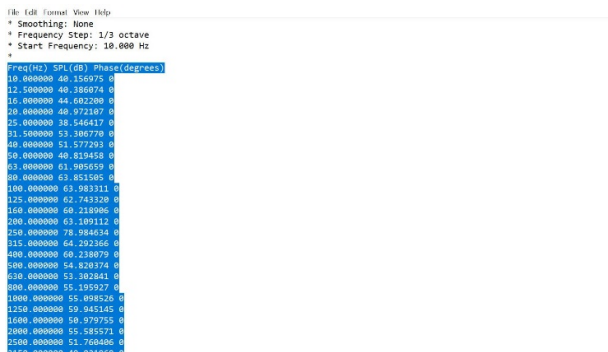 File Edit Format View Help
* Smoothing: None
* Frequency Step: 1/3 octave
* Start Frequency: 10.000 Hz
*
Freq(Hz) SPL(dB) Phase(degrees)
10.000000 40.156975 0
12.500000 40.386074 0
16.000000 44.602200 0
20.000000 40.972107 0
25.000000 38.546417 0
31.500000 53.306770 0
40.000000 51.577293 0
50.000000 40.819458 0
63.000000 61.905659 0
80.000000 63.851505 0
100.000000 63.983311 0
125.000000 62.743320 0
160.000000 60.218906 0
200.000000 63.109112 0
250.000000 78.984634 0
315.000000 64.292366 0
400.000000 60.238079 0
500.000000 54.820374 0
630.000000 53.302841 0
800.000000 55.195927 0
1000.000000 55.098526 0
1250.000000 59.945145 0
1600.000000 50.979755 0
2000.000000 55.585571 0
2500.000000 51.760406 0